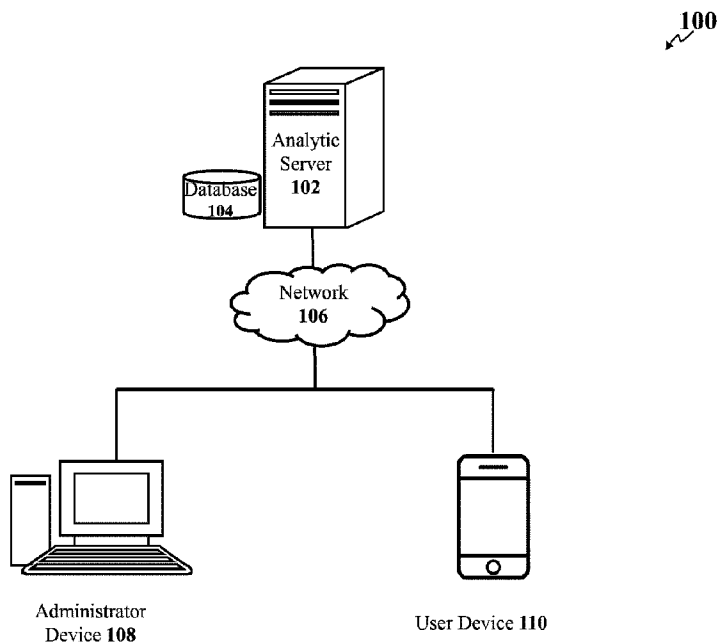 100
Analytic
Server
102
Database
104
Network
106
Administrator
Device 108
User Device 110